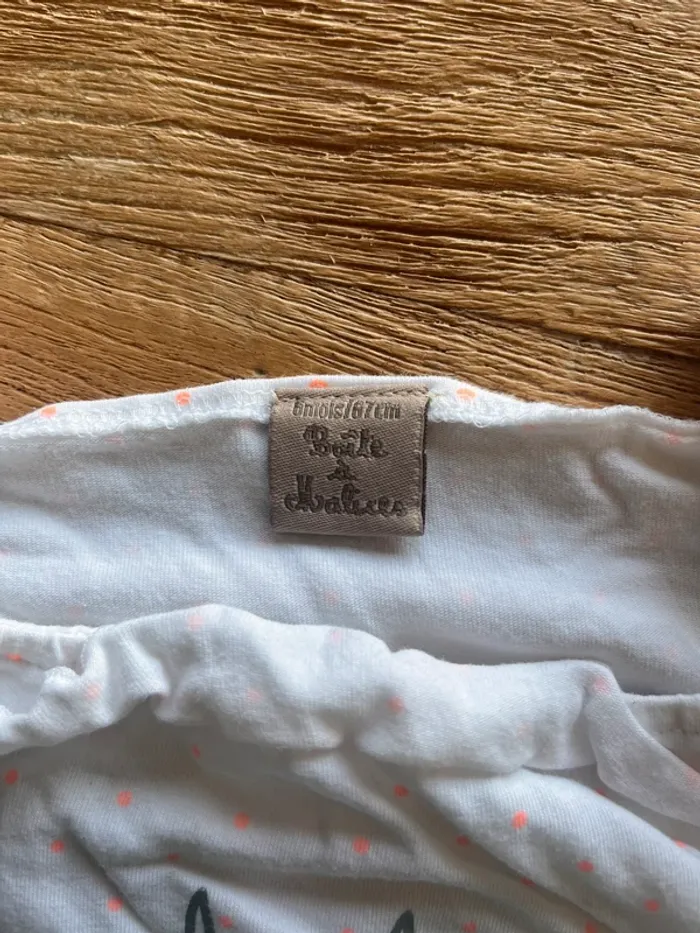 6mois/67cm
Boîte
à
Malices